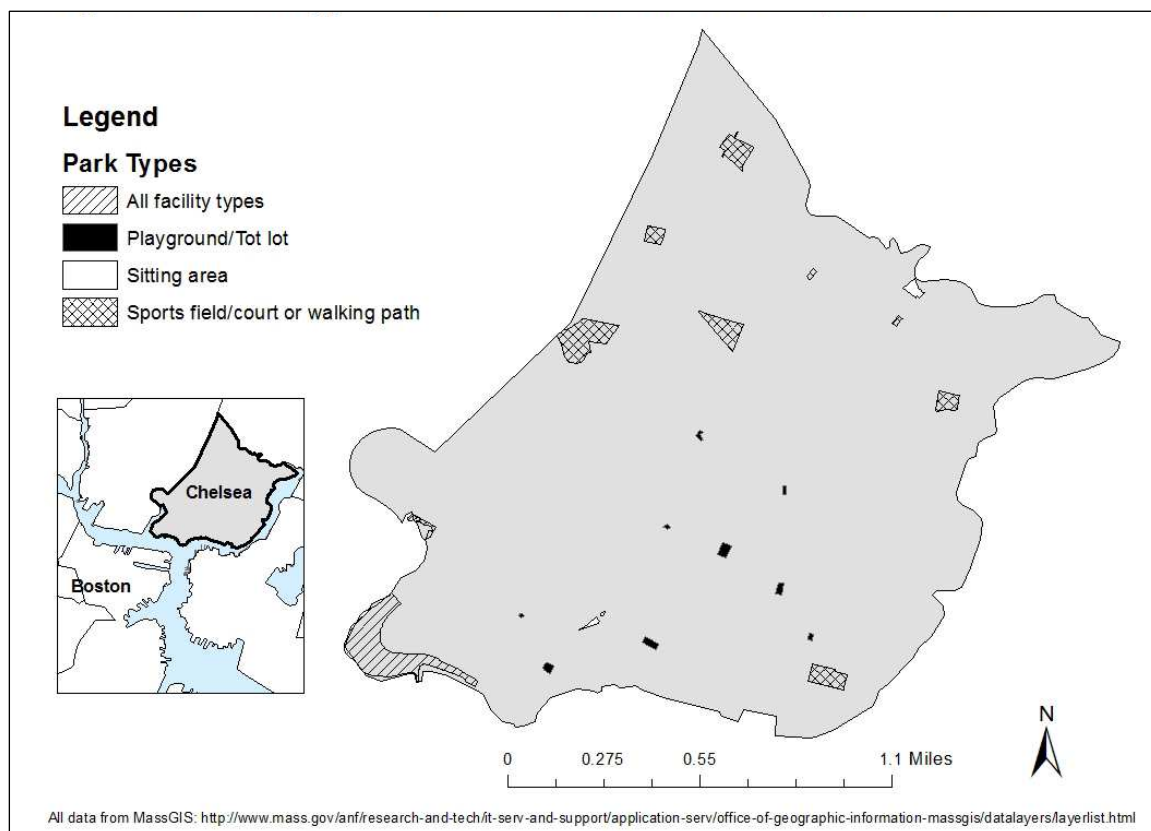 Legend
Park Types
All facility types
Playground/Tot lot
Sitting area
Sports field/court or walking path
Chelsea
Boston
N
0 0.275 0.55 1.1 Miles
All data from MassGIS: http://www.mass.gov/anf/research-and-tech/it-serv-and-support/application-serv/office-of-geographic-information-massgis/datalayers/layerlist.html